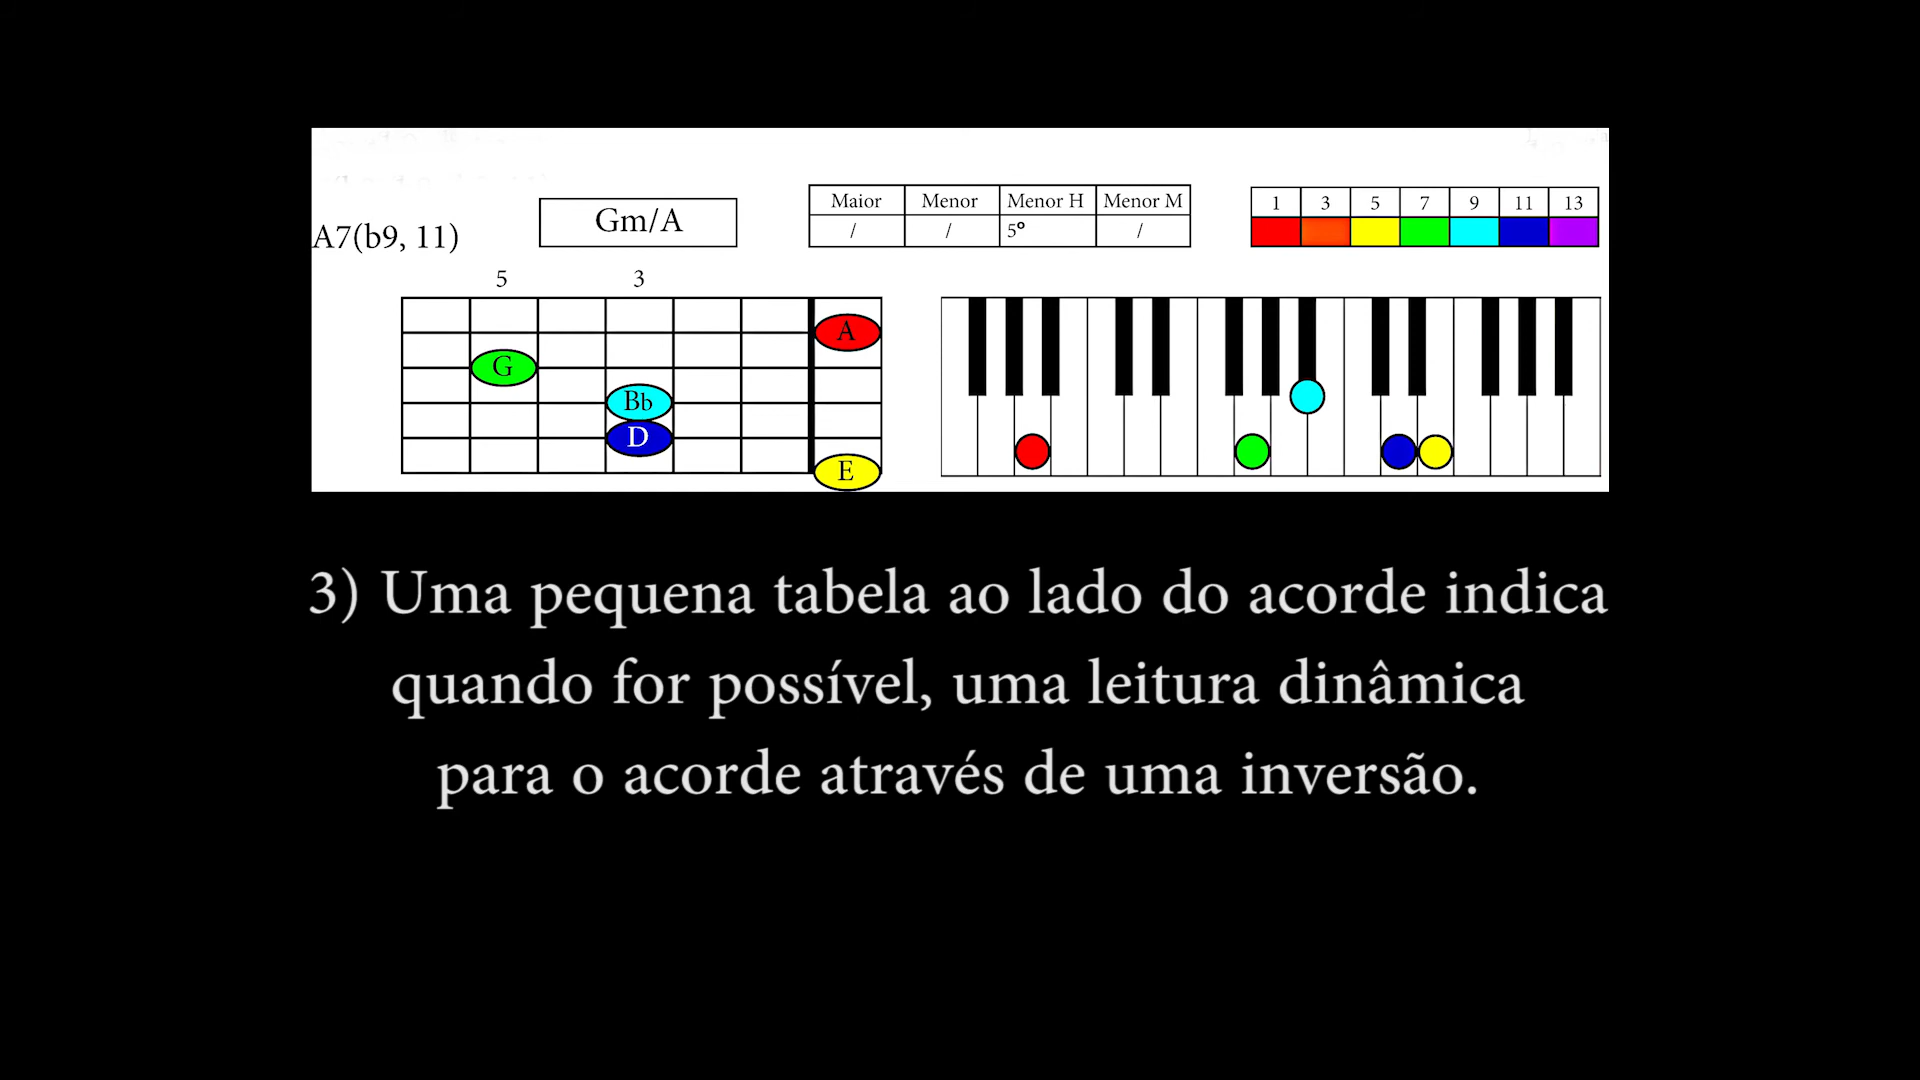 A7(b9, 11)
Gm/A
Maior Menor Menor H Menor M
/ / 5º /
1 3 5 7 9 11 13
5 3
A
G
Bb
D
E
3) Uma pequena tabela ao lado do acorde indica
quando for possível, uma leitura dinâmica
para o acorde através de uma inversão.